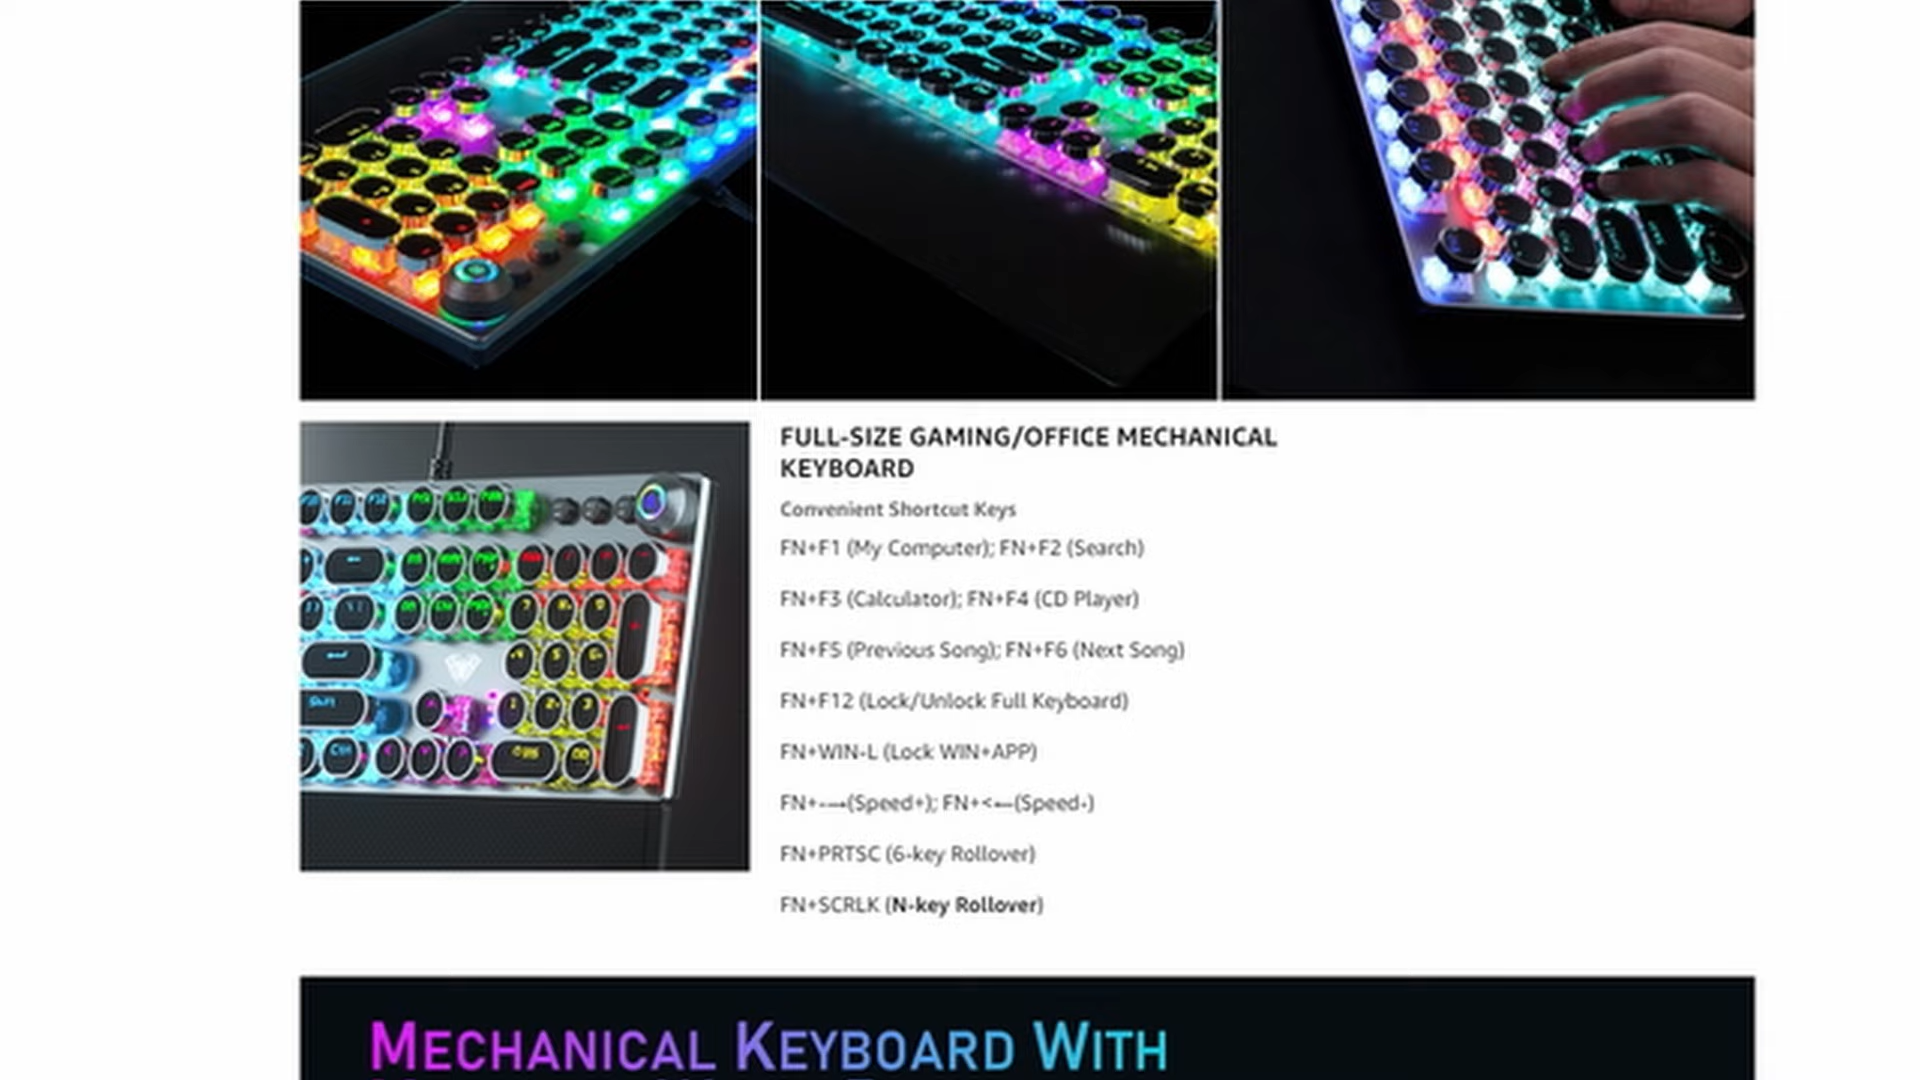 FULL-SIZE GAMING/OFFICE MECHANICAL
KEYBOARD
Convenient Shortcut Keys
FN+F1 (My Computer); FN+F2 (Search)
FN+F3 (Calculator); FN+F4 (CD Player)
FN+F5 (Previous Song); FN+F6 (Next Song)
FN+F12 (Lock/Unlock Full Keyboard)
FN+WIN-L (Lock WIN+APP)
FN+-→(Speed+); FN+<←(Speed-)
FN+PRTSC (6-key Rollover)
FN+SCRLK (N-key Rollover)
MECHANICAL KEYBOARD WITH